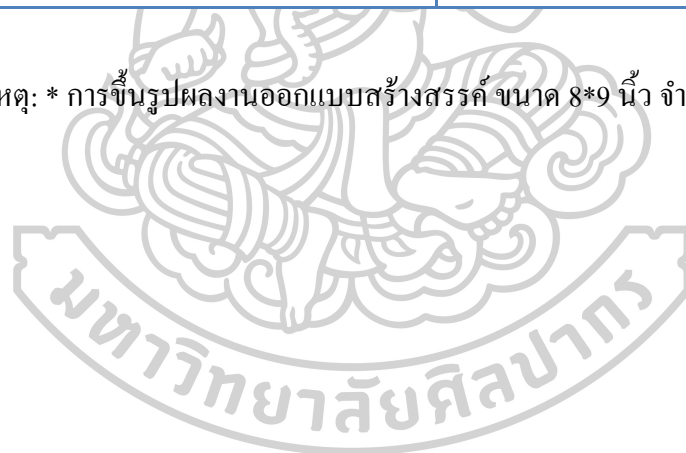 หตุ: * การขึ้นรูปผลงานออกแบบสร้างสรรค์ ขนาด 8*9 นิ้ว จำ
มหาวิทยาลัยศิลปากร